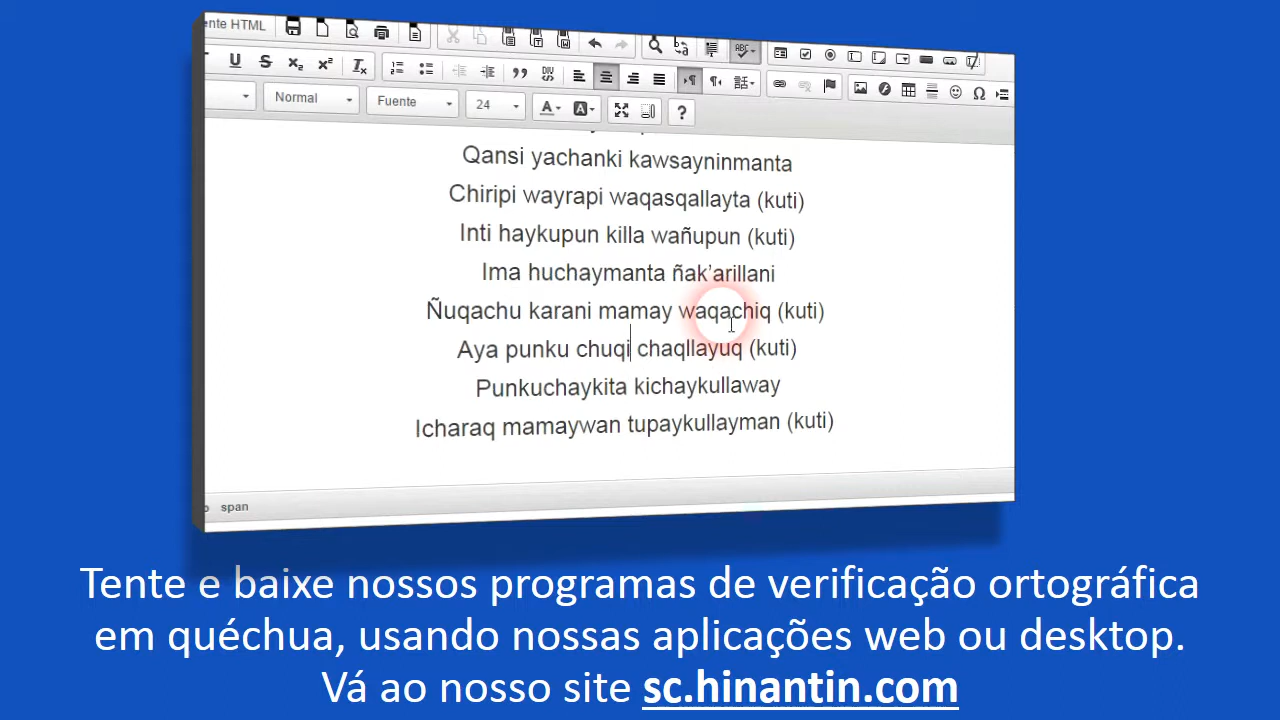 ente HTML
Normal Fuente 24
Qansi yachanki kawsayninmanta
Chiripi wayrapi waqasqallayta (kuti)
Inti haykupun killa wañupun (kuti)
Ima huchaymanta ñak'arillani
Ñuqachu karani mamay waqachiq (kuti)
Aya punku chuqi chaqllayuq (kuti)
Punkuchaykita kichaykullaway
Icharaq mamaywan tupaykullayman (kuti)
span
Tente e baixe nossos programas de verificação ortográfica
em quéchua, usando nossas aplicações web ou desktop.
Vá ao nosso site sc.hinantin.com